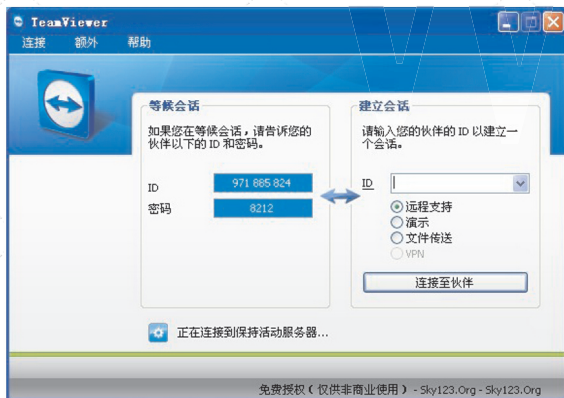 TeamViewer
连接 额外 帮助
等候会话
如果您在等候会话，请告诉您的
伙伴以下的 ID 和密码。
ID 971 885 824
密码 8212
建立会话
请输入您的伙伴的 ID 以建立一
个会话。
ID
远程支持
演示
文件传送
VPN
连接至伙伴
正在连接到保持活动服务器...
免费授权（仅供非商业使用） - Sky123.Org - Sky123.Org